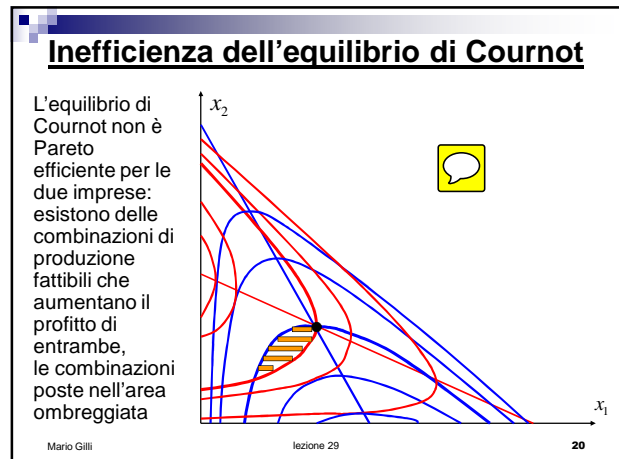 Inefficienza dell'equilibrio di Cournot
L'equilibrio di
Cournot non è
Pareto
efficiente per le
due imprese:
esistono delle
combinazioni di
produzione
fattibili che
aumentano il
profitto di
entrambe,
le combinazioni
poste nell'area
ombreggiata
x₂
x₁
Mario Gilli
lezione 29
20